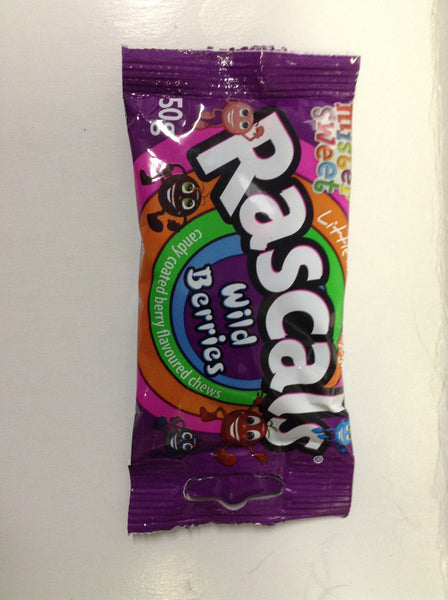 mister
sweet
Little
Rascals
®
Wild
Berries
candy coated berry flavoured chews
50g